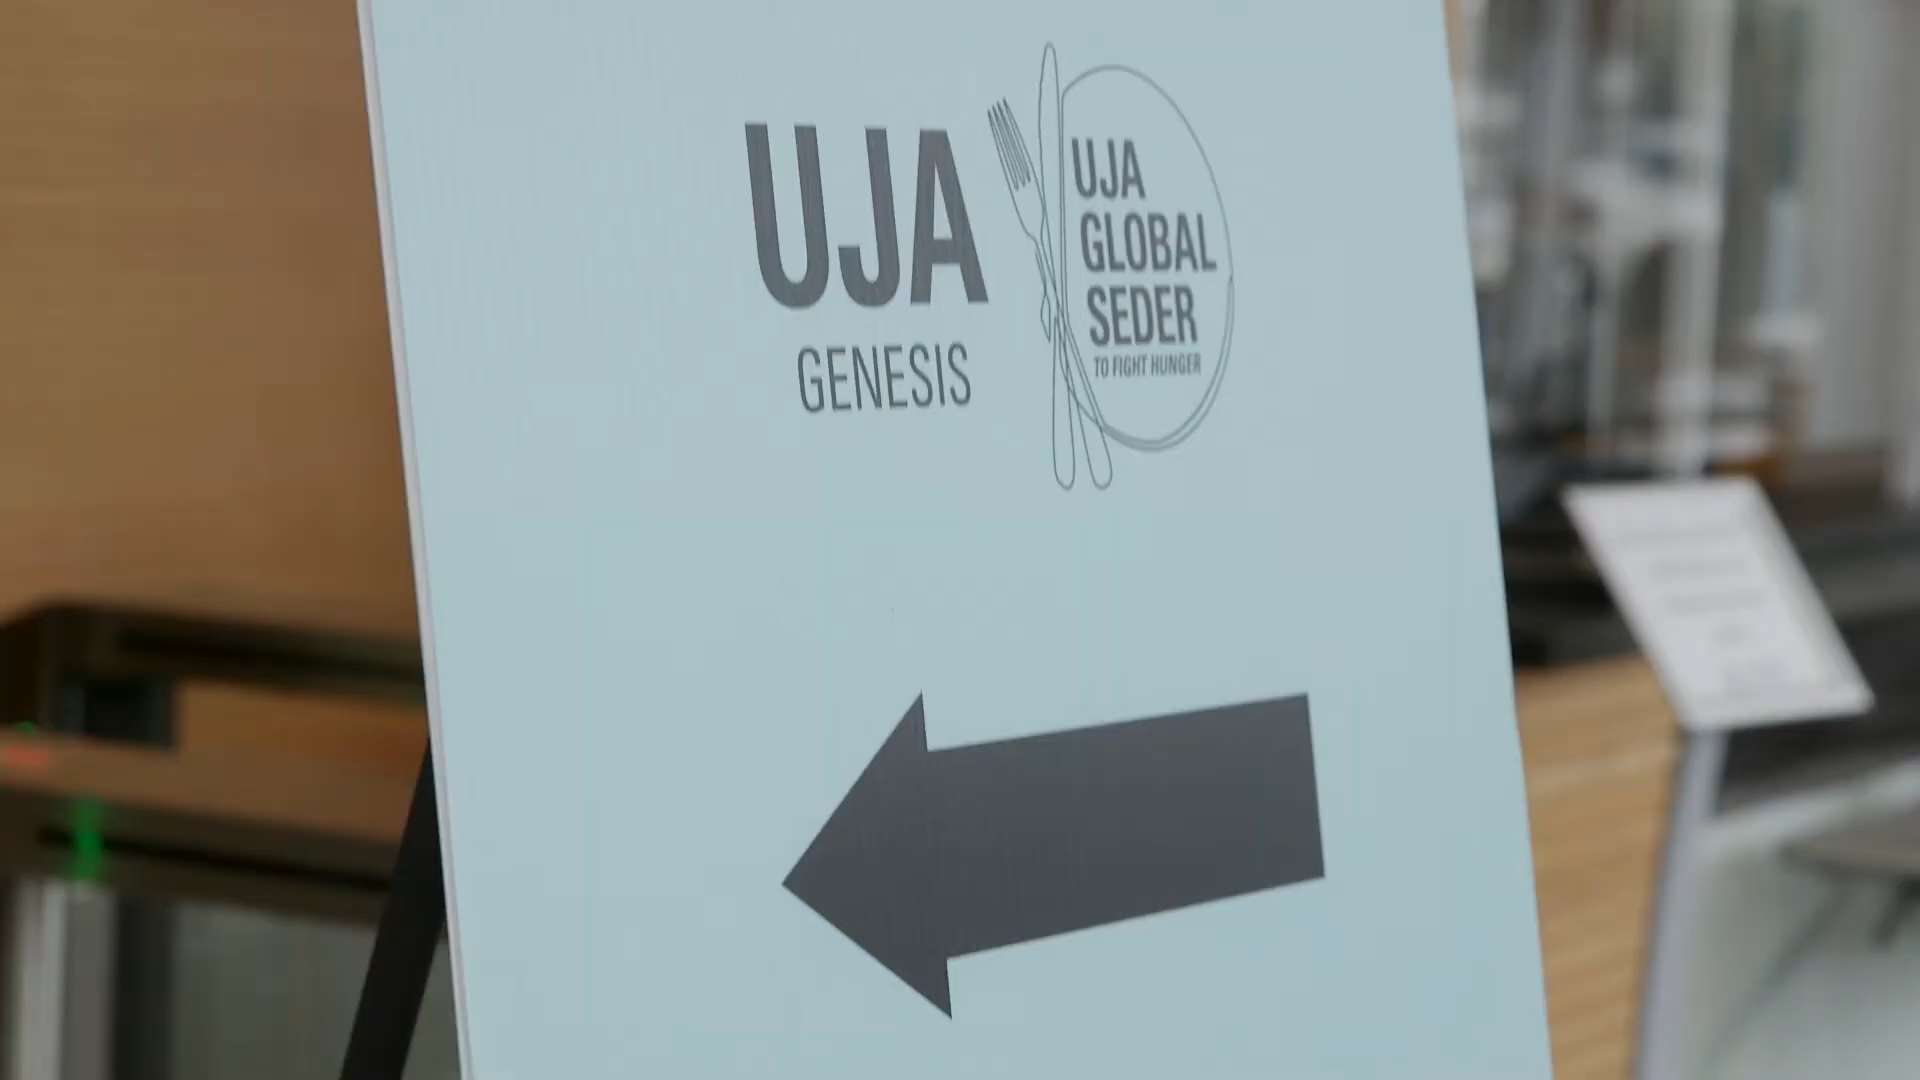 UJA
GENESIS
UJA
GLOBAL
SEDER
TO FIGHT HUNGER